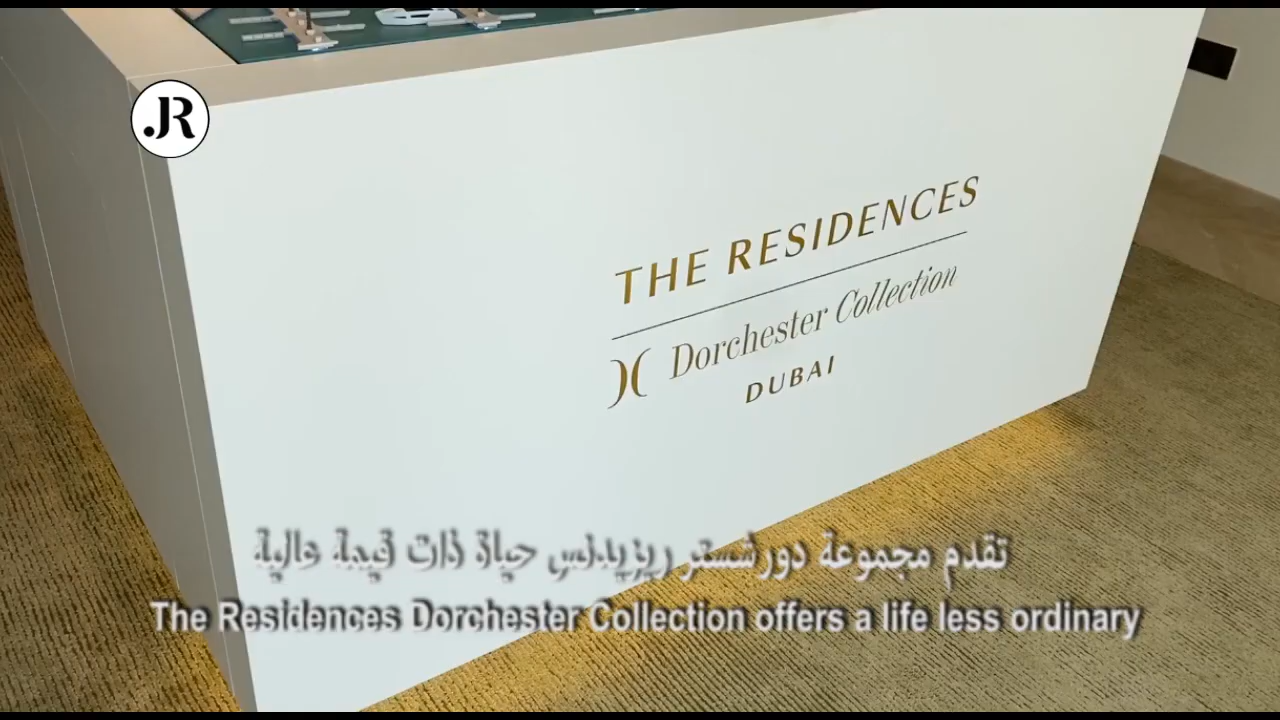 JR
THE RESIDENCES
Dorchester Collection
DUBAI
تقدم مجموعة دورشستر ريزيدنس حياة ذات قيمة عالية
The Residences Dorchester Collection offers a life less ordinary